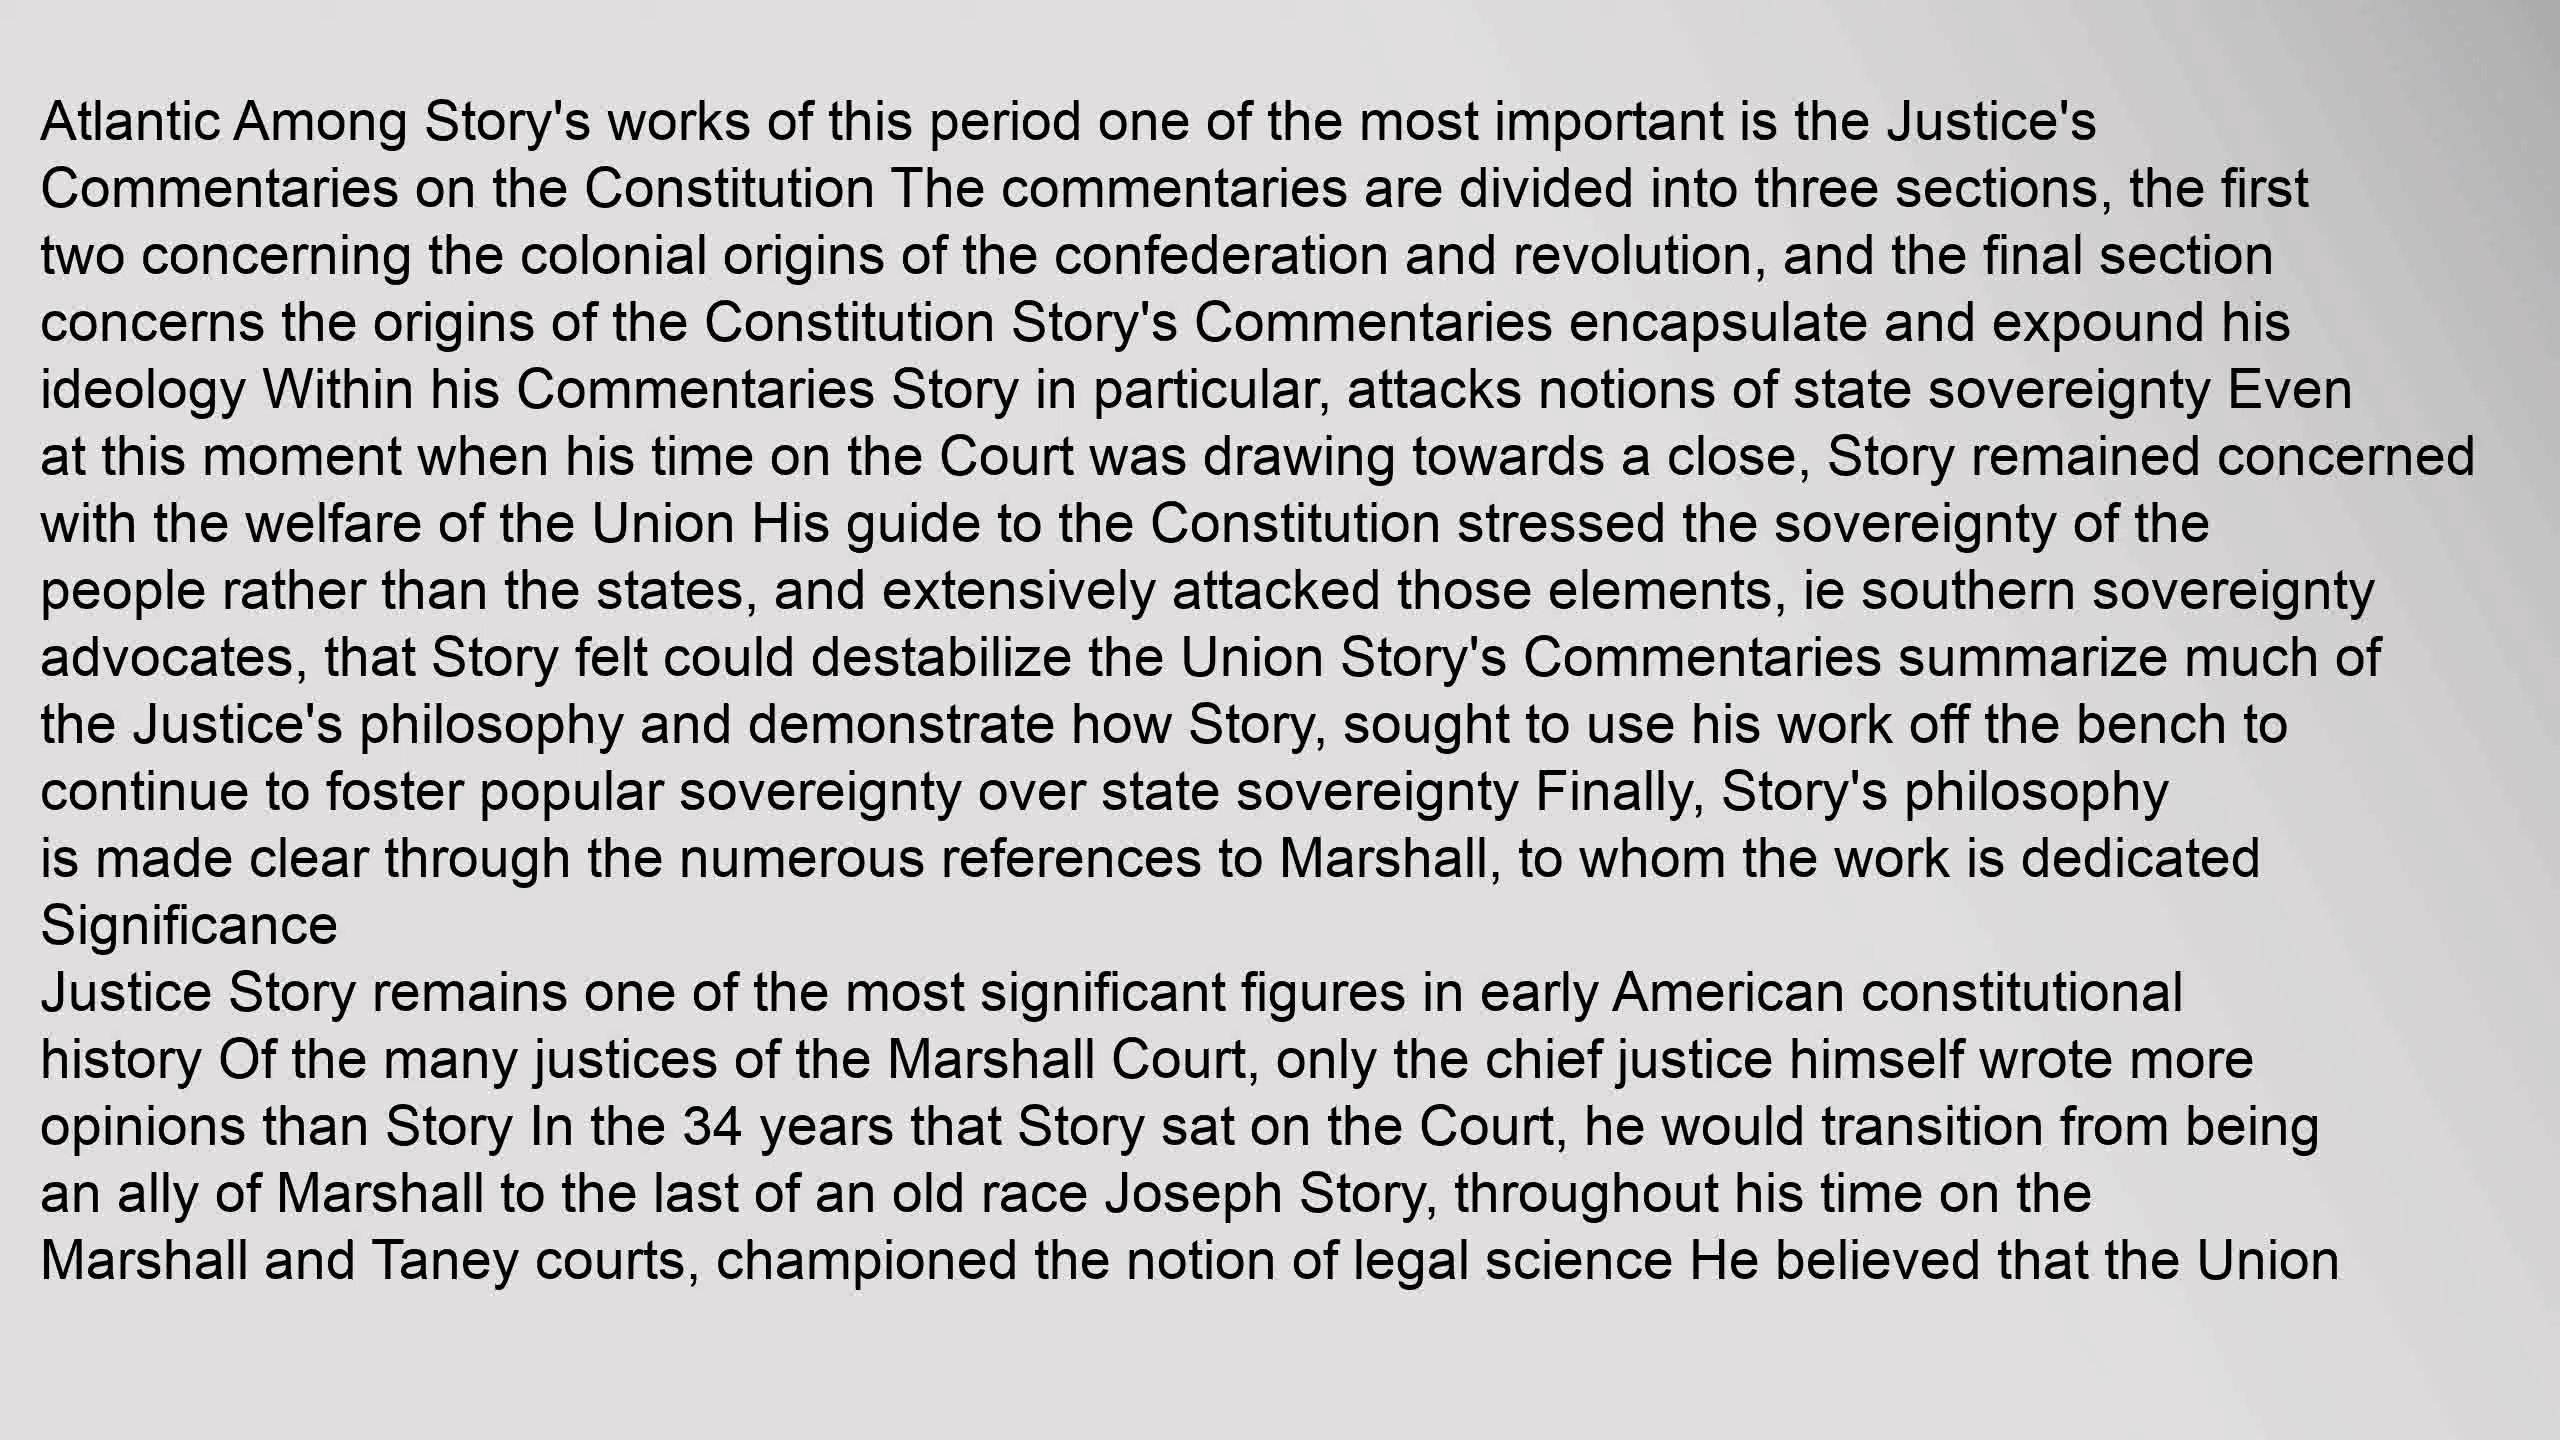 Atlantic Among Story's works of this period one of the most important is the Justice's
Commentaries on the Constitution The commentaries are divided into three sections, the first
two concerning the colonial origins of the confederation and revolution, and the final section
concerns the origins of the Constitution Story's Commentaries encapsulate and expound his
ideology Within his Commentaries Story in particular, attacks notions of state sovereignty Even
at this moment when his time on the Court was drawing towards a close, Story remained concerned
with the welfare of the Union His guide to the Constitution stressed the sovereignty of the
people rather than the states, and extensively attacked those elements, ie southern sovereignty
advocates, that Story felt could destabilize the Union Story's Commentaries summarize much of
the Justice's philosophy and demonstrate how Story, sought to use his work off the bench to
continue to foster popular sovereignty over state sovereignty Finally, Story's philosophy
is made clear through the numerous references to Marshall, to whom the work is dedicated
Significance
Justice Story remains one of the most significant figures in early American constitutional
history Of the many justices of the Marshall Court, only the chief justice himself wrote more
opinions than Story In the 34 years that Story sat on the Court, he would transition from being
an ally of Marshall to the last of an old race Joseph Story, throughout his time on the
Marshall and Taney courts, championed the notion of legal science He believed that the Union